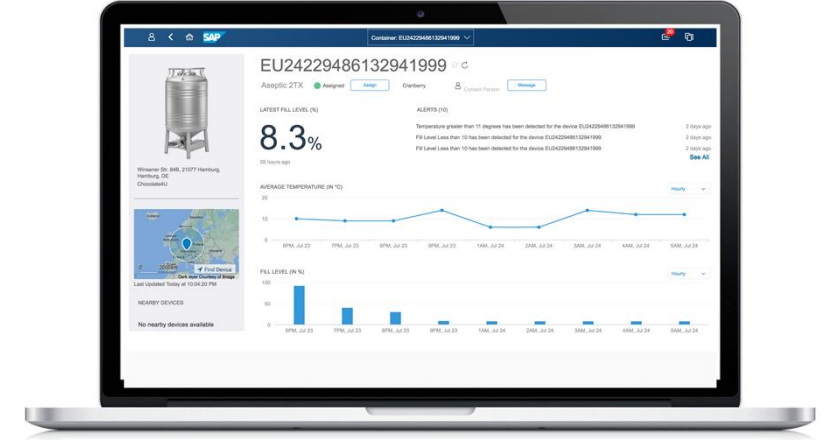 SAP
Container: EU24229486132941999
20
EU24229486132941999
Aseptic 2TX
Assigned
Assign
Cranberry
Contact Person
Message
LATEST FILL LEVEL (%)
8.3%
55 hours ago
ALERTS (10)
Temperature greater than 11 degrees has been detected for the device EU24229486132941999 2 days ago
Fill Level Less than 10 has been detected for the device EU24229486132941999 2 days ago
Fill Level Less than 10 has been detected for the device EU24229486132941999 2 days ago
See All
Winsener Str. 84B, 21077 Hamburg,
Hamburg, DE
Chocolate4U
Find Device
Last Updated Today at 10:04:20 PM
NEARBY DEVICES
No nearby devices available
AVERAGE TEMPERATURE (IN °C)
Hourly
20
10
0
6PM, Jul 23 7PM, Jul 23 8PM, Jul 23 9PM, Jul 23 1AM, Jul 24 2AM, Jul 24 3AM, Jul 24 4AM, Jul 24 5AM, Jul 24
FILL LEVEL (IN %)
Hourly
100
50
0
6PM, Jul 23 7PM, Jul 23 8PM, Jul 23 9PM, Jul 23 1AM, Jul 24 2AM, Jul 24 3AM, Jul 24 4AM, Jul 24 5AM, Jul 24